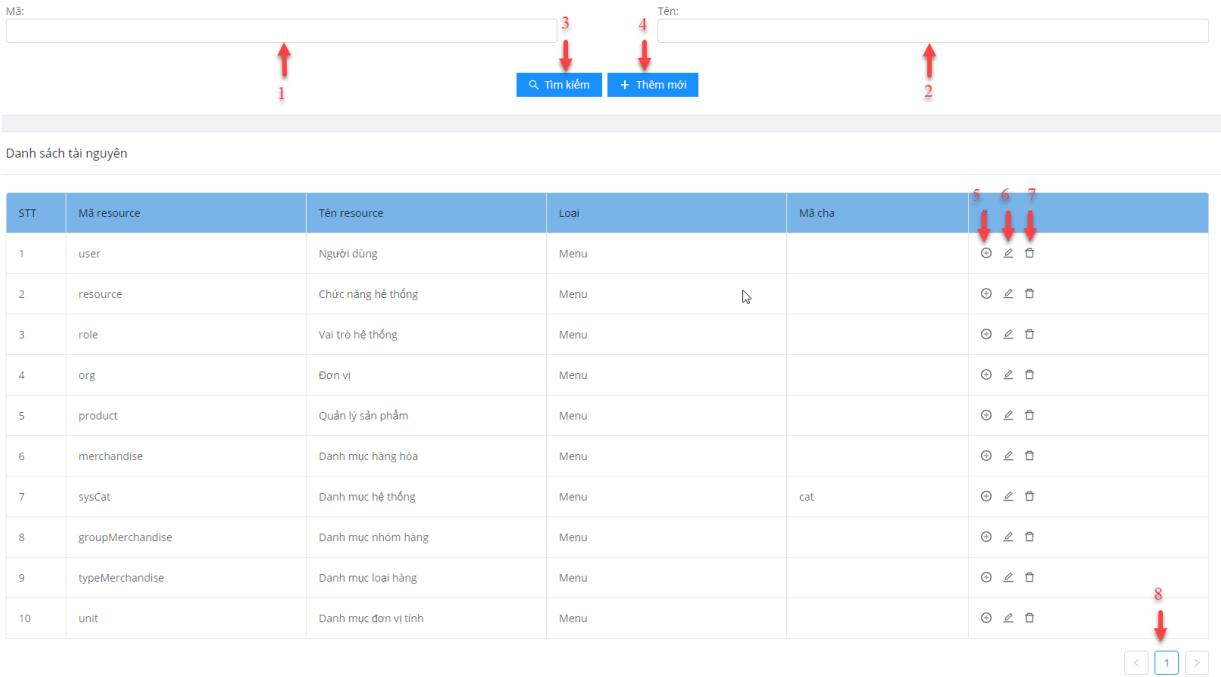 Mã: Tên:
3 4
1 2
Tìm kiếm + Thêm mới
Danh sách tài nguyên
5 6 7
STT Mã resource Tên resource Loại Mã cha
1 user Người dùng Menu
2 resource Chức năng hệ thống Menu
3 role Vai trò hệ thống Menu
4 org Đơn vị Menu
5 product Quản lý sản phẩm Menu
6 merchandise Danh mục hàng hóa Menu
7 sysCat Danh mục hệ thống Menu cat
8 groupMerchandise Danh mục nhóm hàng Menu
9 typeMerchandise Danh mục loại hàng Menu
10 unit Danh mục đơn vị tính Menu
8
< 1 >